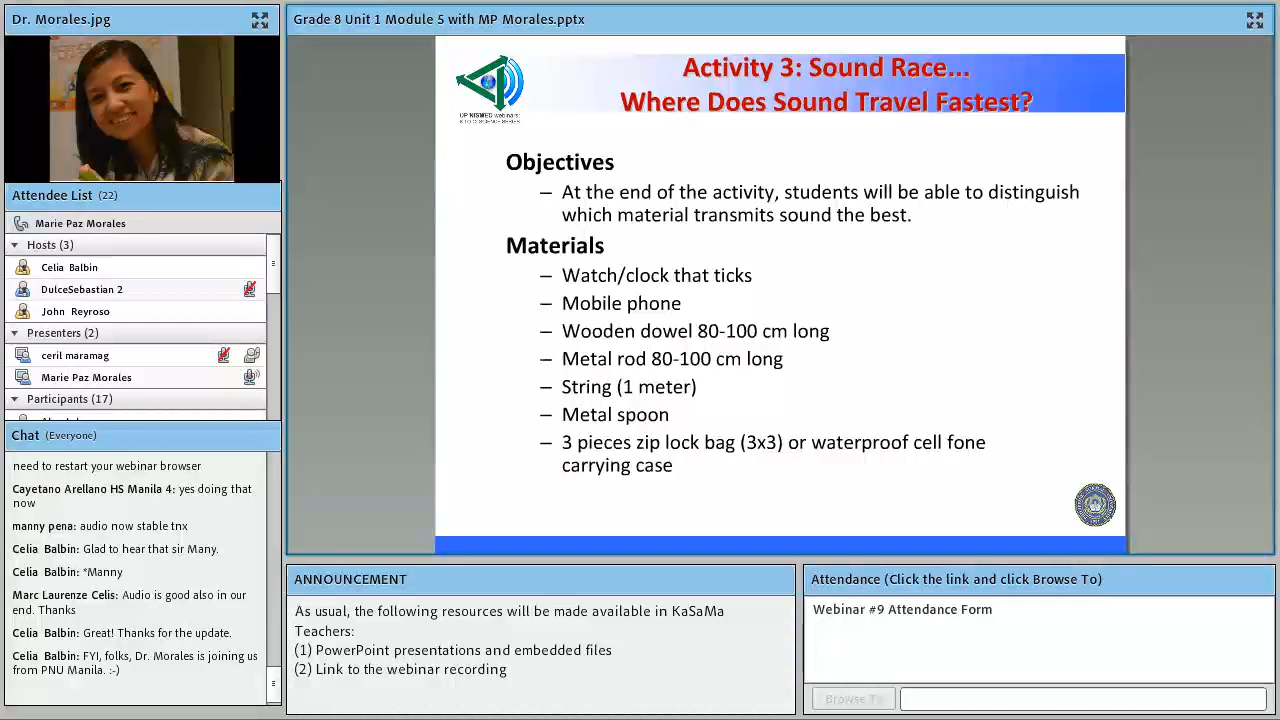 Dr. Morales.jpg
Attendee List (22)
Marie Paz Morales
Hosts (3)
Celia Balbin
DulceSebastian 2
John Reyroso
Presenters (2)
ceril maramag
Marie Paz Morales
Participants (17)
Chat (Everyone)
need to restart your webinar browser
Cayetano Arellano HS Manila 4: yes doing that
now
manny pena: audio now stable tnx
Celia Balbin: Glad to hear that sir Many.
Celia Balbin: *Manny
Marc Laurenze Celis: Audio is good also in our
end. Thanks
Celia Balbin: Great! Thanks for the update.
Celia Balbin: FYI, folks, Dr. Morales is joining us
from PNU Manila. :-)
Grade 8 Unit 1 Module 5 with MP Morales.pptx
UP NISMED webinars:
K TO 12 SCIENCE SERIES
Activity 3: Sound Race...
Where Does Sound Travel Fastest?
Objectives
– At the end of the activity, students will be able to distinguish
which material transmits sound the best.
Materials
– Watch/clock that ticks
– Mobile phone
– Wooden dowel 80-100 cm long
– Metal rod 80-100 cm long
– String (1 meter)
– Metal spoon
– 3 pieces zip lock bag (3x3) or waterproof cell fone
carrying case
ANNOUNCEMENT
As usual, the following resources will be made available in KaSaMa
Teachers:
(1) PowerPoint presentations and embedded files
(2) Link to the webinar recording
Attendance (Click the link and click Browse To)
Webinar #9 Attendance Form
Browse To